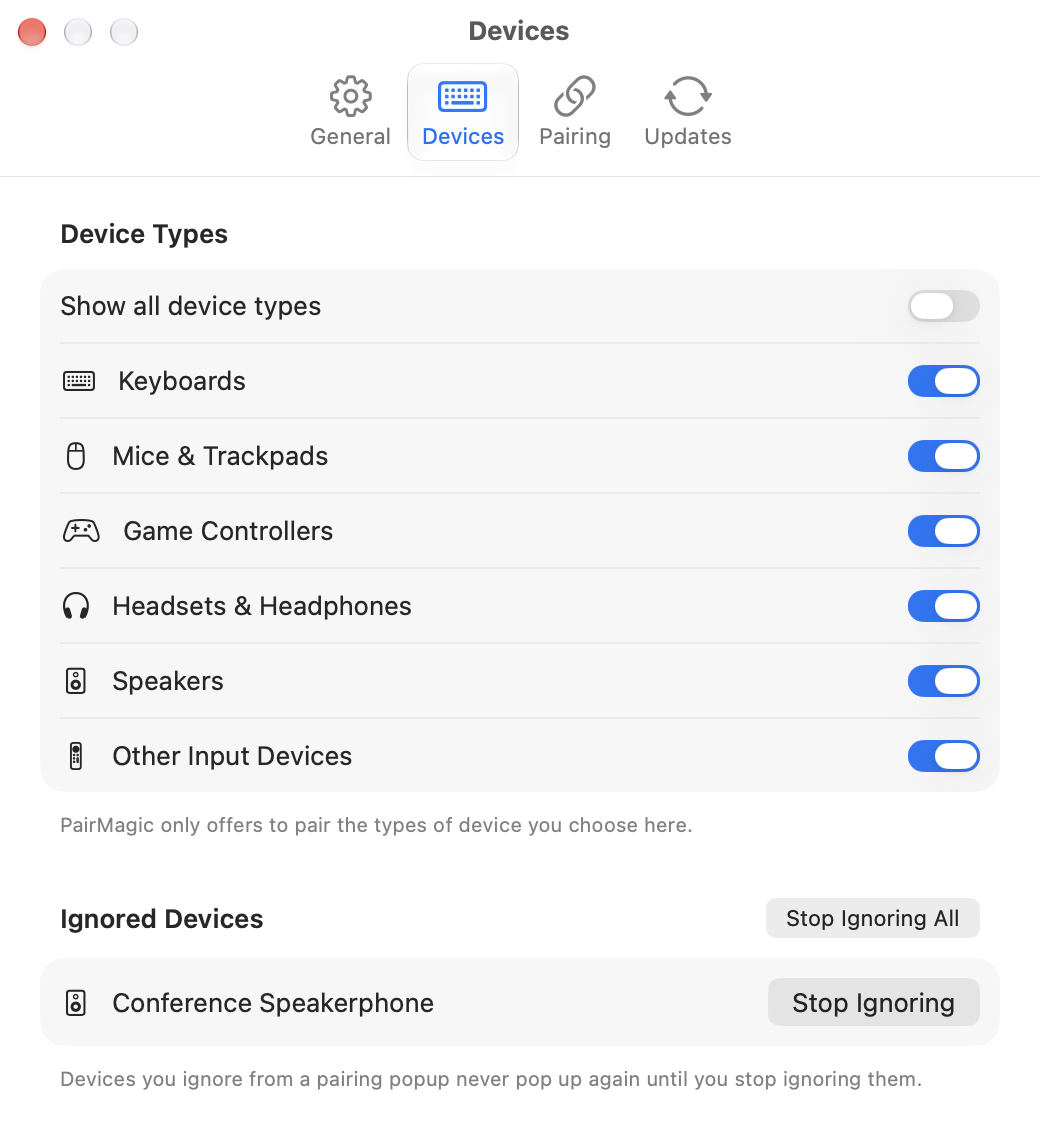 Devices
General
Devices
Pairing
Updates
Device Types
Show all device types
Keyboards
Mice & Trackpads
Game Controllers
Headsets & Headphones
Speakers
Other Input Devices
PairMagic only offers to pair the types of device you choose here.
Ignored Devices
Stop Ignoring All
Conference Speakerphone
Stop Ignoring
Devices you ignore from a pairing popup never pop up again until you stop ignoring them.